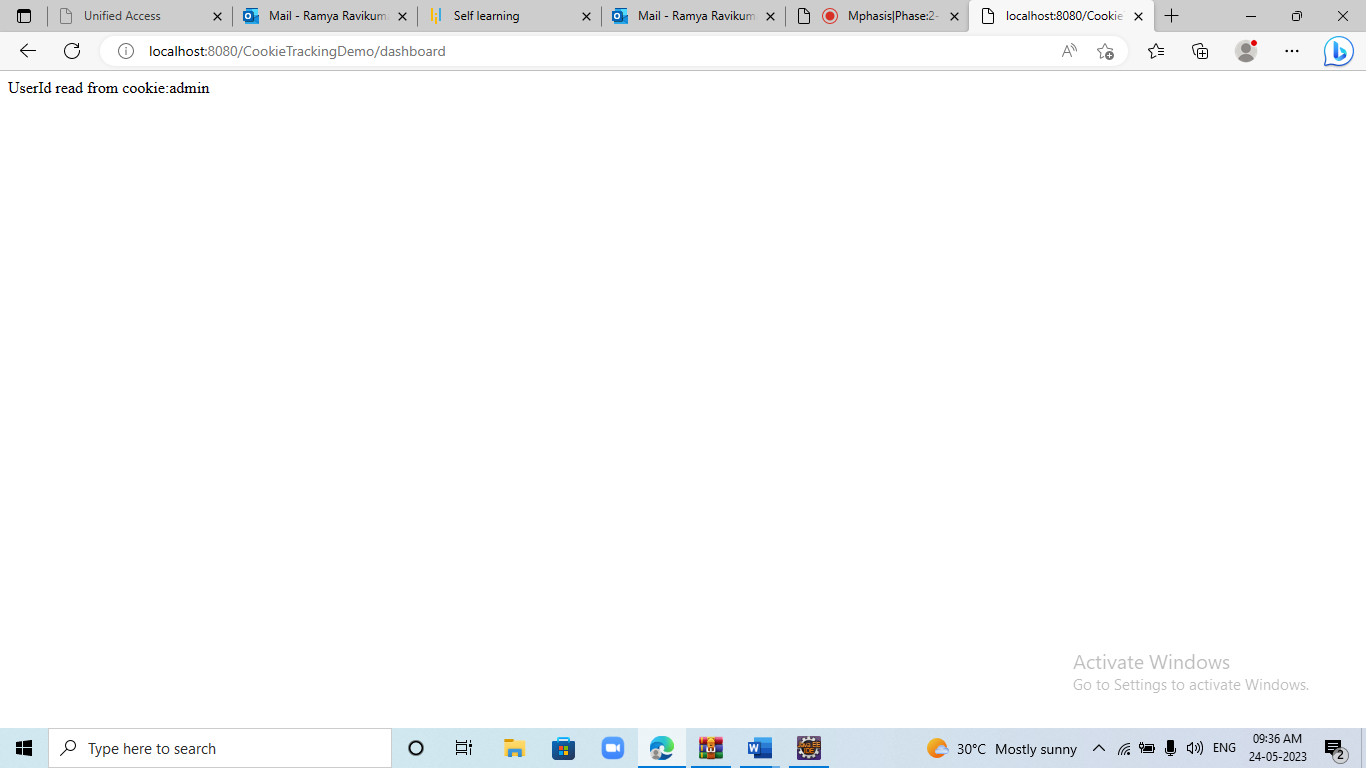 Unified Access
Mail - Ramya Ravikum
Self learning
Mail - Ramya Ravikum
Mphasis|Phase:2-
localhost:8080/Cookie
localhost:8080/CookieTrackingDemo/dashboard
UserId read from cookie:admin
Activate Windows
Go to Settings to activate Windows.
Type here to search
30°C Mostly sunny
ENG
09:36 AM
24-05-2023
2